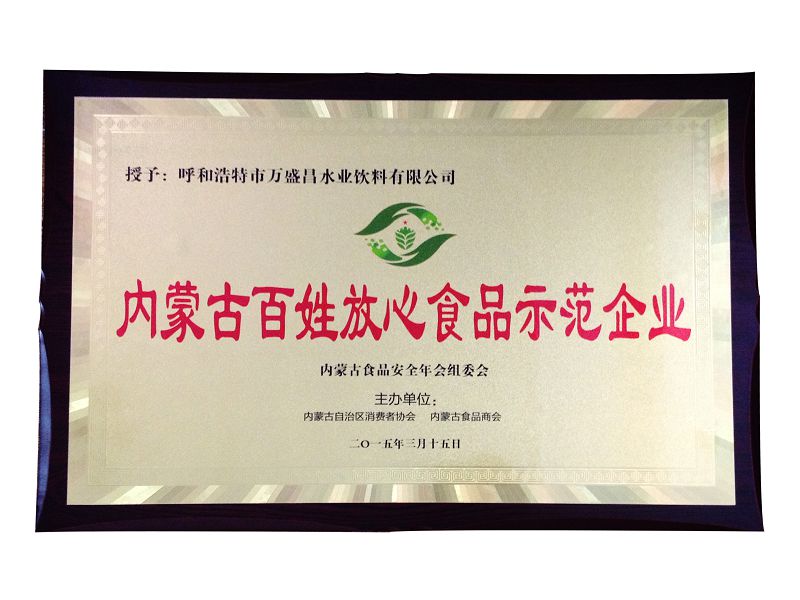 授予：呼和浩特市万盛昌水业饮料有限公司
内蒙古百姓放心食品示范企业
内蒙古食品安全年会组委会
主办单位：
内蒙古自治区消费者协会 内蒙古食品商会
二〇一五年三月十五日